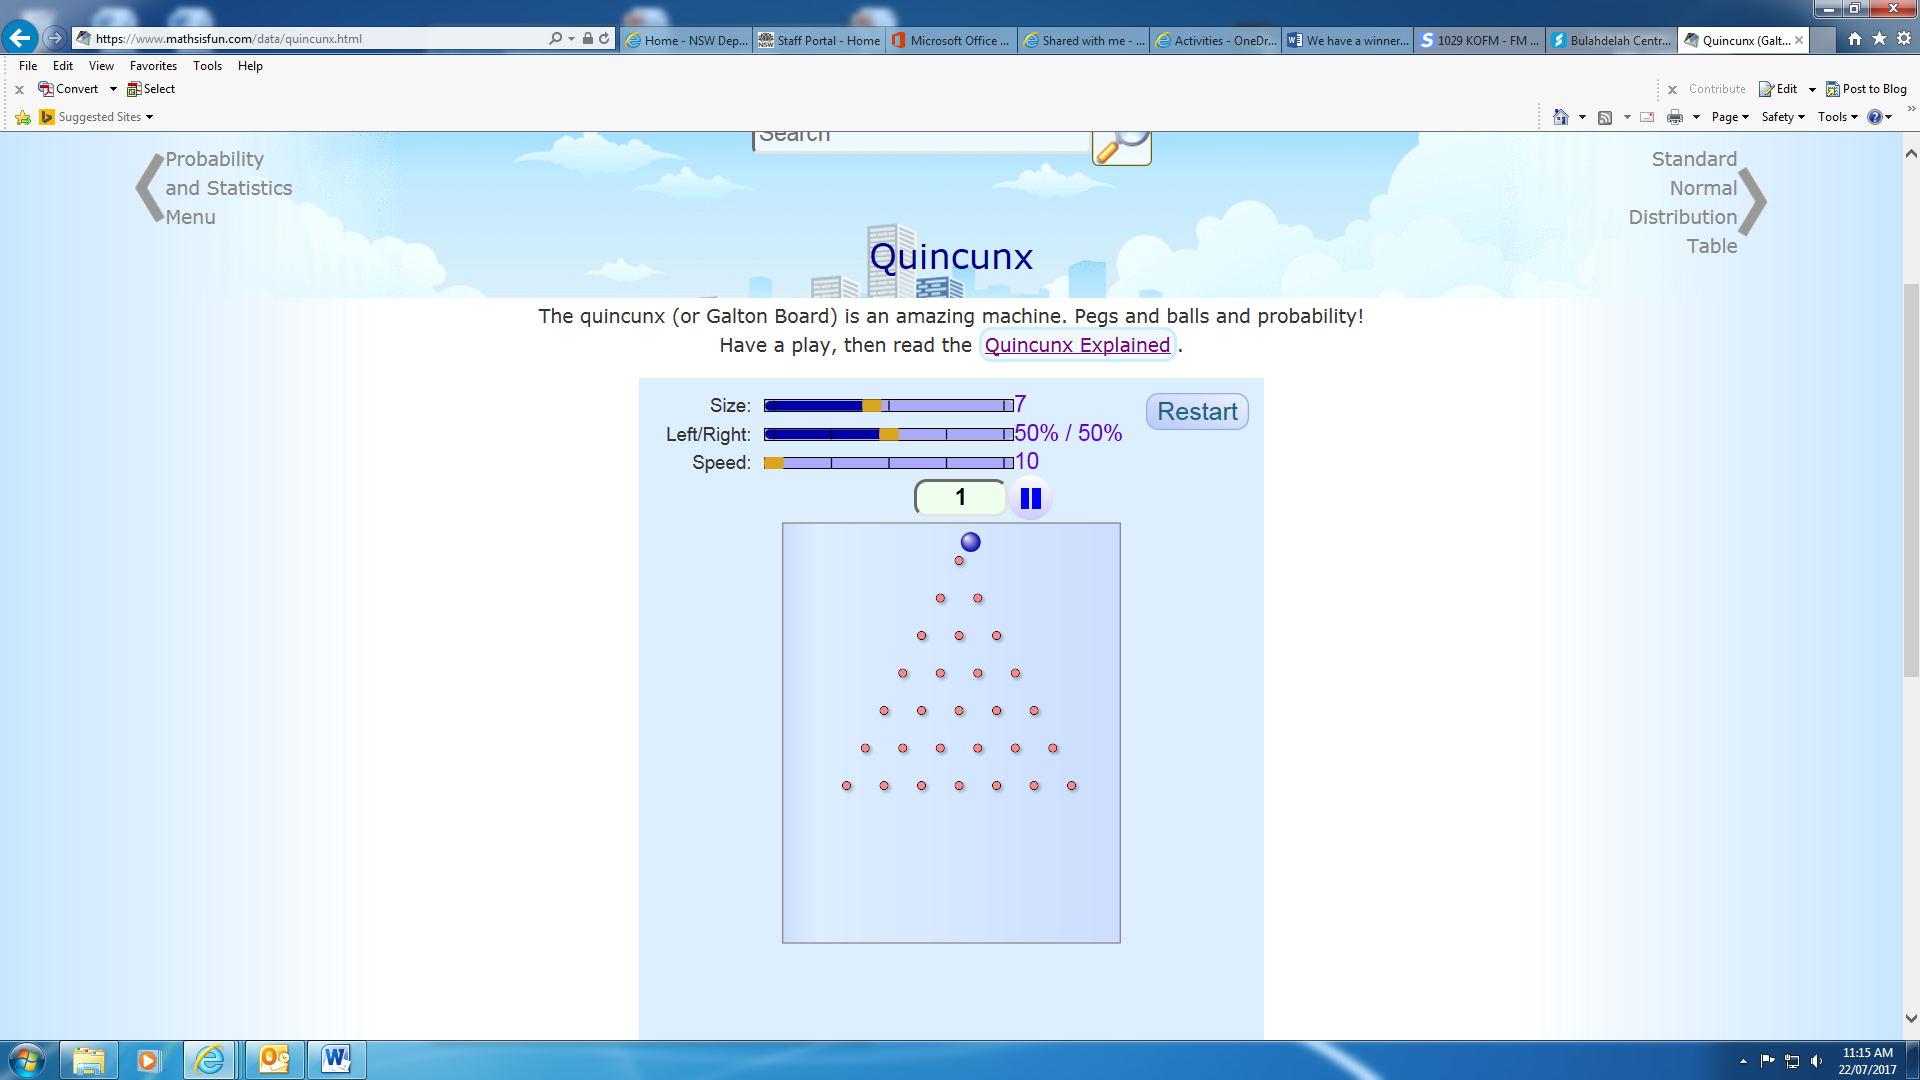 https://www.mathsisfun.com/data/quincunx.html
Home - NSW Dep...
Staff Portal - Home
Microsoft Office ...
Shared with me - ...
Activities - OneDr...
We have a winner...
1029 KOFM - FM ...
Bulahdelah Centr...
Quincunx (Galt...
File Edit View Favorites Tools Help
Convert Select
Contribute Edit Post to Blog
Suggested Sites
Page Safety Tools
Search
Probability
and Statistics
Menu
Standard
Normal
Distribution
Table
Quincunx
The quincunx (or Galton Board) is an amazing machine. Pegs and balls and probability!
Have a play, then read the Quincunx Explained .
Size: 7
Restart
Left/Right: 50% / 50%
Speed: 10
1
11:15 AM
22/07/2017